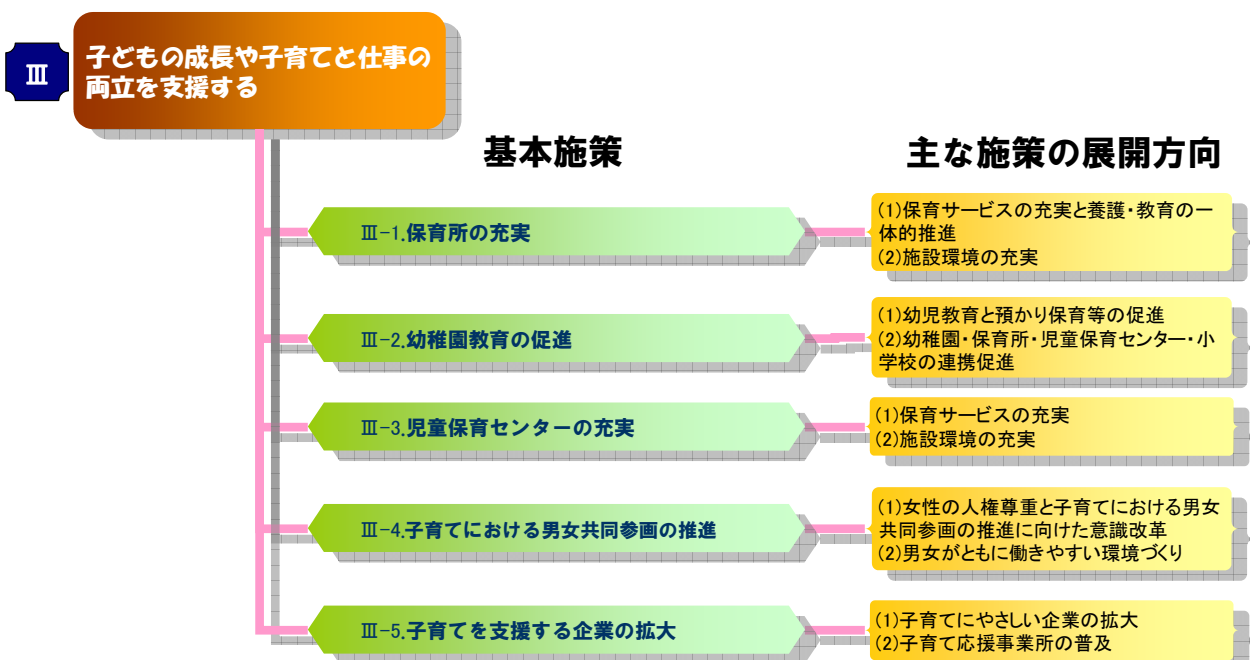 Ⅲ
子どもの成長や子育てと仕事の
両立を支援する
基本施策
主な施策の展開方向
Ⅲ-1.保育所の充実
(1)保育サービスの充実と養護・教育の一
体的推進
(2)施設環境の充実
Ⅲ-2.幼稚園教育の促進
(1)幼児教育と預かり保育等の促進
(2)幼稚園・保育所・児童保育センター・小
学校の連携促進
Ⅲ-3.児童保育センターの充実
(1)保育サービスの充実
(2)施設環境の充実
Ⅲ-4.子育てにおける男女共同参画の推進
(1)女性の人権尊重と子育てにおける男女
共同参画の推進に向けた意識改革
(2)男女がともに働きやすい環境づくり
Ⅲ-5.子育てを支援する企業の拡大
(1)子育てにやさしい企業の拡大
(2)子育て応援事業所の普及